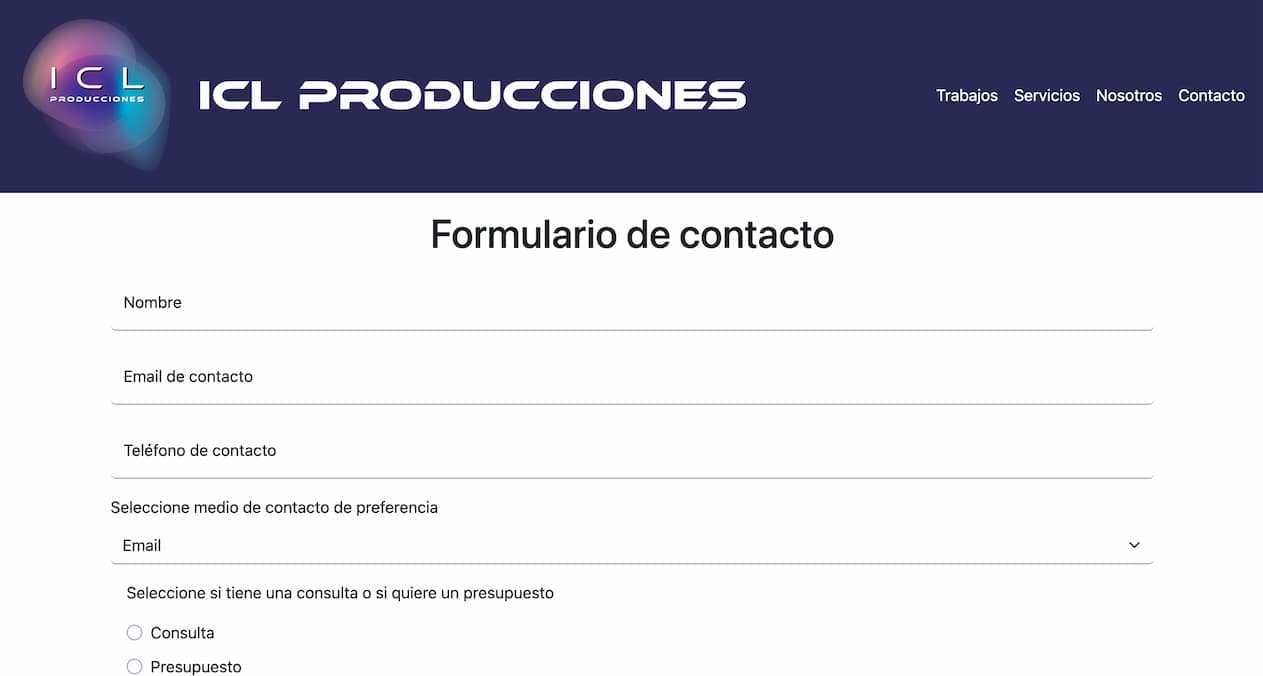 I C L
PRODUCCIONES
ICL PRODUCCIONES
Trabajos Servicios Nosotros Contacto
Formulario de contacto
Nombre
Email de contacto
Teléfono de contacto
Seleccione medio de contacto de preferencia
Email
Seleccione si tiene una consulta o si quiere un presupuesto
Consulta
Presupuesto